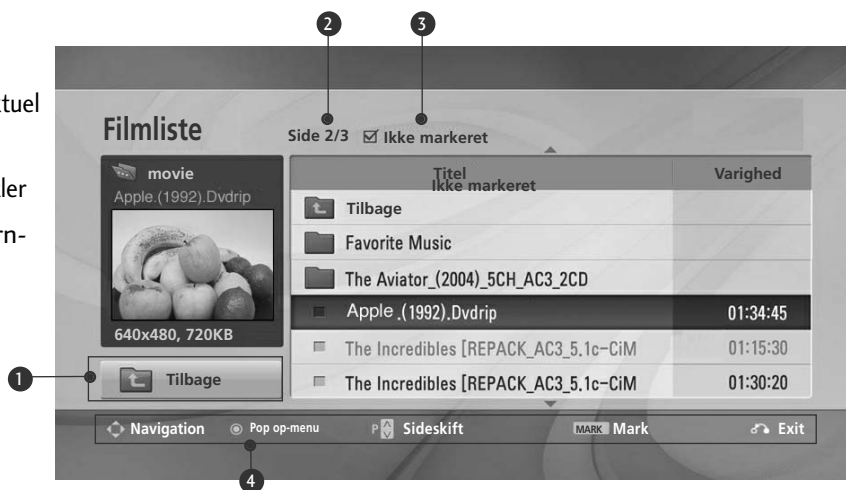 2 3
tuel
ler
rn-
Filmliste
Side 2/3 Ikke markeret
movie
Apple.(1992).Dvdrip
640x480, 720KB
1
Tilbage
Titel Varighed
Ikke markeret
Tilbage
Favorite Music
The Aviator_(2004)_5CH_AC3_2CD
Apple .(1992).Dvdrip 01:34:45
The Incredibles [REPACK_AC3_5.1c-CiM 01:15:30
The Incredibles [REPACK_AC3_5.1c-CiM 01:30:20
Navigation Pop op-menu P Sideskift MARK Mark Exit
4